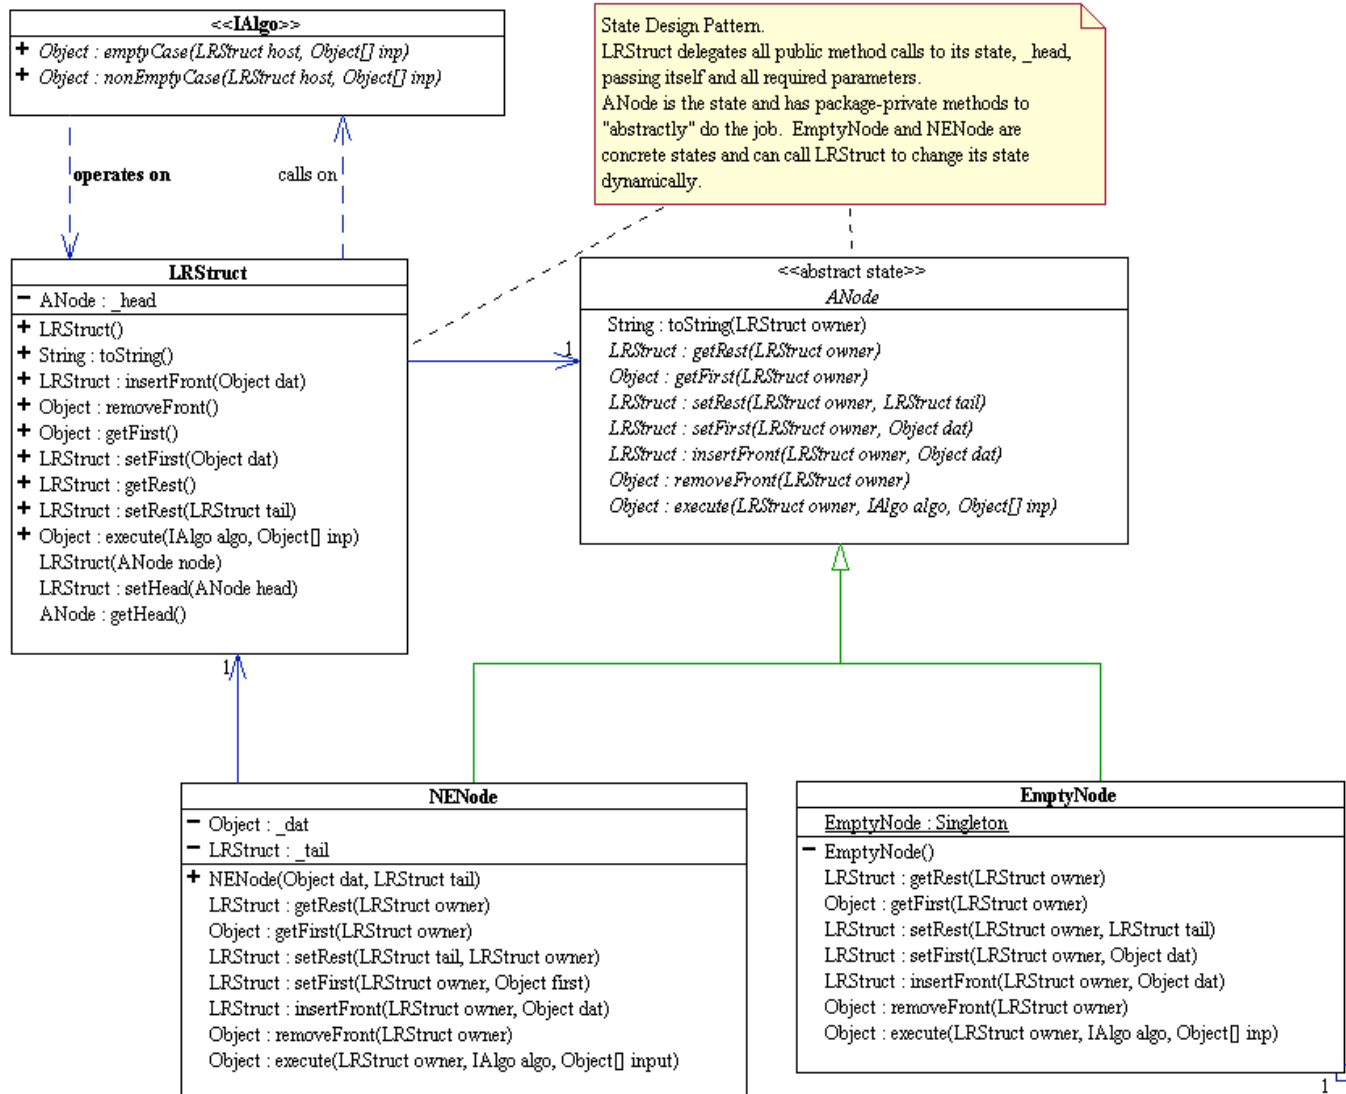 <<IAlgo>>
+ Object : emptyCase(LRStruct host, Object[] inp)
+ Object : nonEmptyCase(LRStruct host, Object[] inp)
State Design Pattern.
LRStruct delegates all public method calls to its state, _head,
passing itself and all required parameters.
ANode is the state and has package-private methods to
"abstractly" do the job. EmptyNode and NENode are
concrete states and can call LRStruct to change its state
dynamically.
operates on
calls on
LRStruct
- ANode : _head
+ LRStruct()
+ String : toString()
+ LRStruct : insertFront(Object dat)
+ Object : removeFront()
+ Object : getFirst()
+ LRStruct : setFirst(Object dat)
+ LRStruct : getRest()
+ LRStruct : setRest(LRStruct tail)
+ Object : execute(IAlgo algo, Object[] inp)
LRStruct(ANode node)
LRStruct : setHead(ANode head)
ANode : getHead()
1
<<abstract state>>
ANode
String : toString(LRStruct owner)
LRStruct : getRest(LRStruct owner)
Object : getFirst(LRStruct owner)
LRStruct : setRest(LRStruct owner, LRStruct tail)
LRStruct : setFirst(LRStruct owner, Object dat)
LRStruct : insertFront(LRStruct owner, Object dat)
Object : removeFront(LRStruct owner)
Object : execute(LRStruct owner, IAlgo algo, Object[] inp)
1
NENode
- Object : _dat
- LRStruct : _tail
+ NENode(Object dat, LRStruct tail)
LRStruct : getRest(LRStruct owner)
Object : getFirst(LRStruct owner)
LRStruct : setRest(LRStruct tail, LRStruct owner)
LRStruct : setFirst(LRStruct owner, Object first)
LRStruct : insertFront(LRStruct owner, Object dat)
Object : removeFront(LRStruct owner)
Object : execute(LRStruct owner, IAlgo algo, Object[] input)
EmptyNode
EmptyNode : Singleton
- EmptyNode()
LRStruct : getRest(LRStruct owner)
Object : getFirst(LRStruct owner)
LRStruct : setRest(LRStruct owner, LRStruct tail)
LRStruct : setFirst(LRStruct owner, Object dat)
LRStruct : insertFront(LRStruct owner, Object dat)
Object : removeFront(LRStruct owner)
Object : execute(LRStruct owner, IAlgo algo, Object[] inp)
1